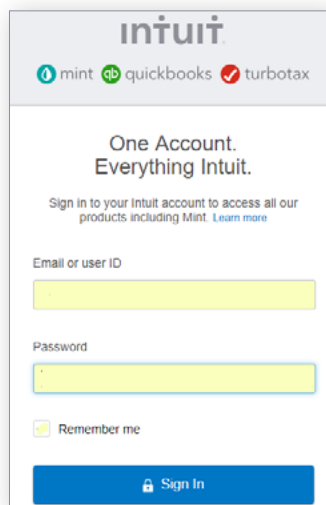 intuit
mint qb quickbooks turbotax
One Account.
Everything Intuit.
Sign in to your Intuit account to access all our
products including Mint. Learn more
Email or user ID
Password
Remember me
Sign In